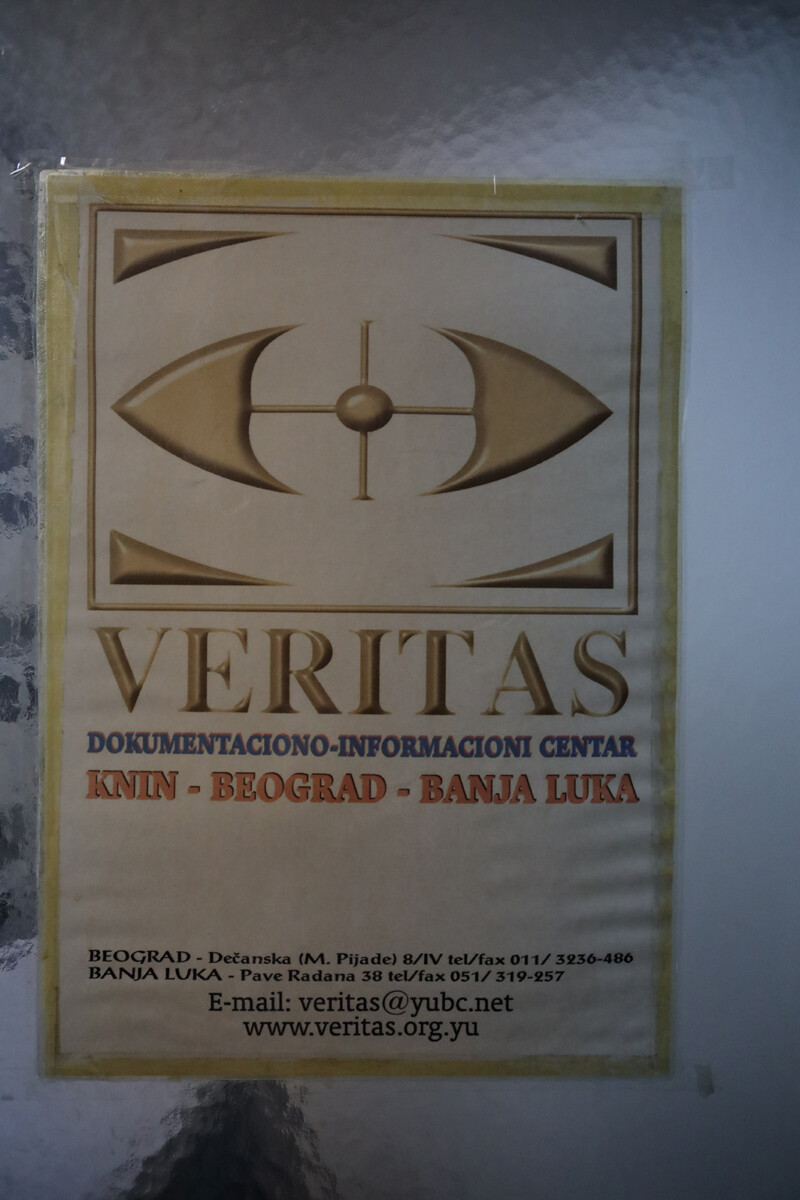 VERITAS
DOKUMENTACIONO-INFORMACIONI CENTAR
KNIN - BEOGRAD - BANJA LUKA
BEOGRAD - Dečanska (M. Pijade) 8/IV tel/fax 011/ 3236-486
BANJA LUKA - Pave Radana 38 tel/fax 051/ 319-257
E-mail: veritas@yubc.net
www.veritas.org.yu